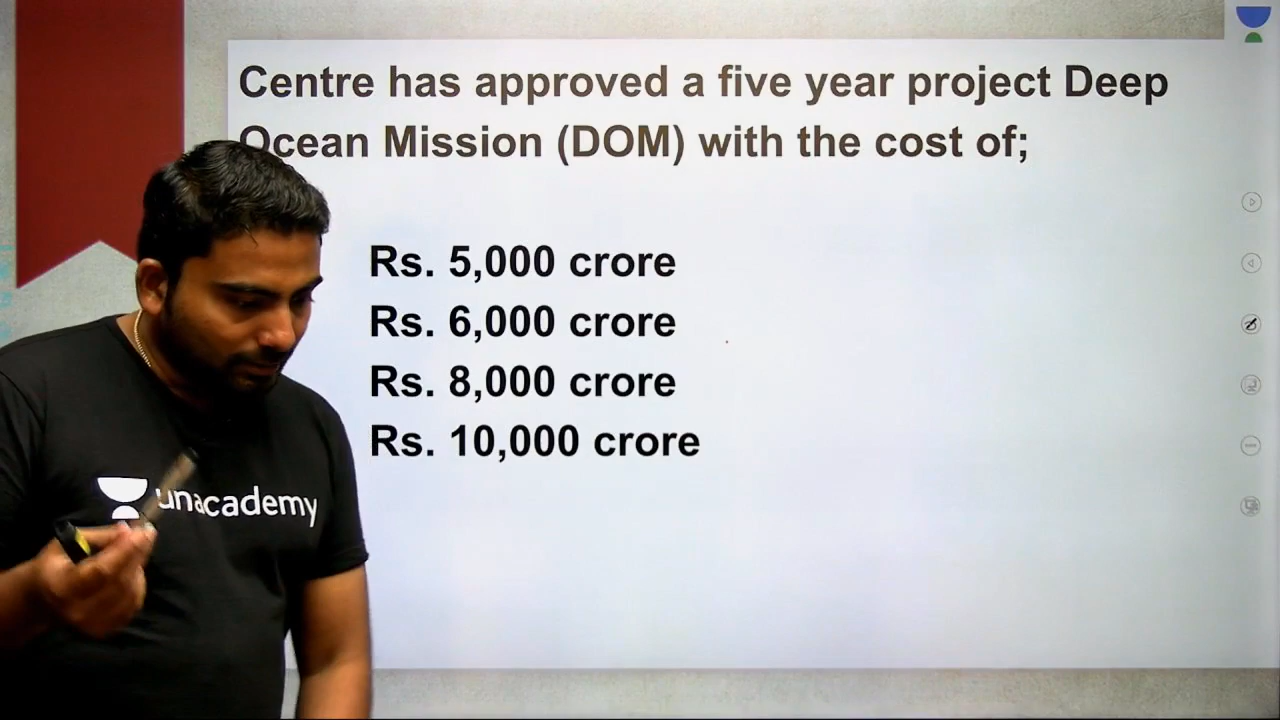 Centre has approved a five year project Deep
Ocean Mission (DOM) with the cost of;
Rs. 5,000 crore
Rs. 6,000 crore
Rs. 8,000 crore
Rs. 10,000 crore
unacademy